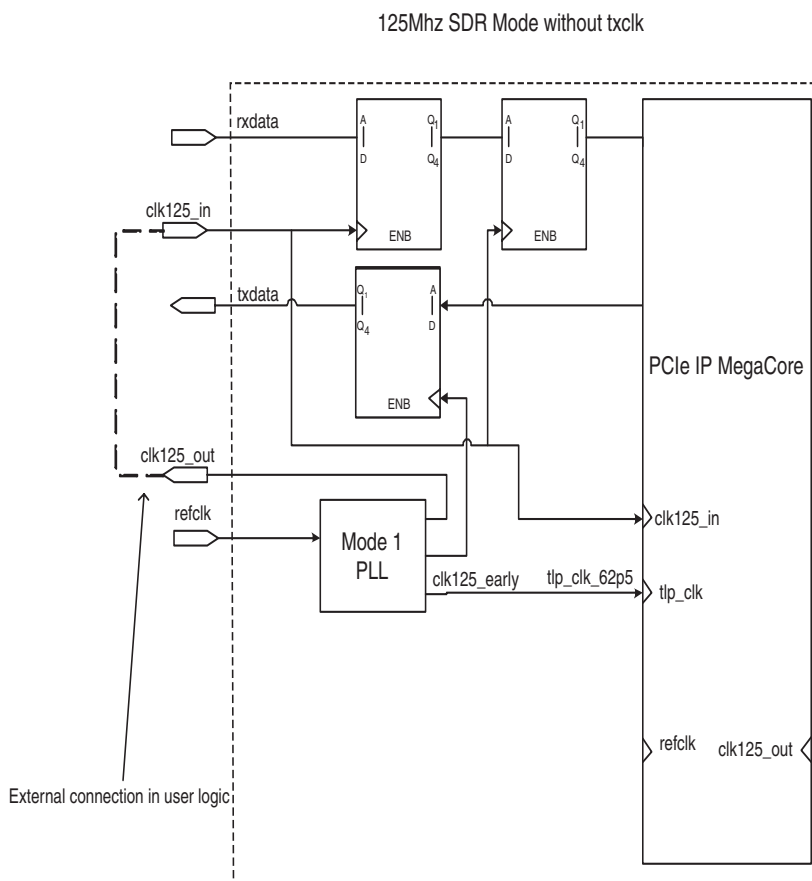 125Mhz SDR Mode without txclk
rxdata
A
D
Q1
Q4
ENB
A
D
Q1
Q4
ENB
clk125_in
txdata
Q1
Q4
A
D
ENB
PCIe IP MegaCore
clk125_out
refclk
Mode 1
PLL
clk125_early
tlp_clk_62p5
clk125_in
tlp_clk
refclk
clk125_out
External connection in user logic